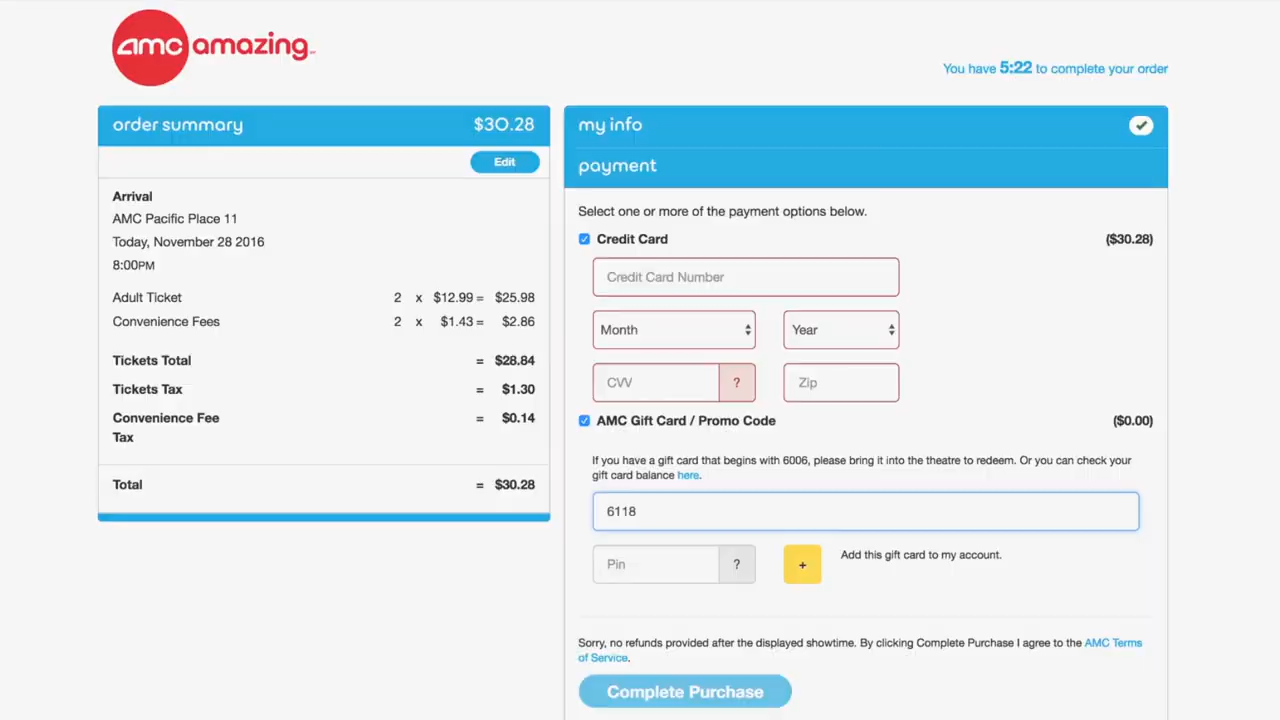 amc amazing
You have 5:22 to complete your order
order summary $30.28
Edit
Arrival
AMC Pacific Place 11
Today, November 28 2016
8:00PM
Adult Ticket 2 x $12.99 = $25.98
Convenience Fees 2 x $1.43 = $2.86
Tickets Total = $28.84
Tickets Tax = $1.30
Convenience Fee = $0.14
Tax
Total = $30.28
my info
payment
Select one or more of the payment options below.
Credit Card ($30.28)
Credit Card Number
Month Year
CVV ? Zip
AMC Gift Card / Promo Code ($0.00)
If you have a gift card that begins with 6006, please bring it into the theatre to redeem. Or you can check your
gift card balance here.
6118
Pin ? + Add this gift card to my account.
Sorry, no refunds provided after the displayed showtime. By clicking Complete Purchase I agree to the AMC Terms
of Service.
Complete Purchase